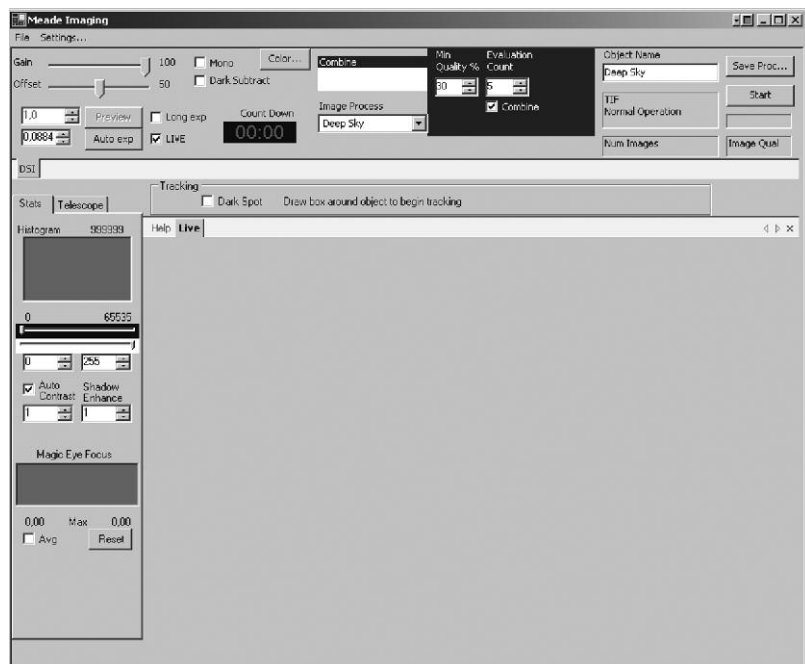 Meade Imaging
File Settings...
Gain 100 Mono Color... Combine Min Quality % Evaluation Count Object Name Save Proc...
Offset 50 Dark Subtract 30 5 Deep Sky
Start
1,0 Preview Long exp Count Down Image Process Combine TIF
Normal Operation
0,0884 Auto exp LIVE 00:00 Deep Sky
Num Images Image Qual
DSI
Tracking
Stats Telescope Dark Spot Draw box around object to begin tracking
Histogram 999999 Help Live
0 65535
0 255
Auto Contrast Shadow Enhance
1 1
Magic Eye Focus
0,00 Max 0,00
Avg Reset